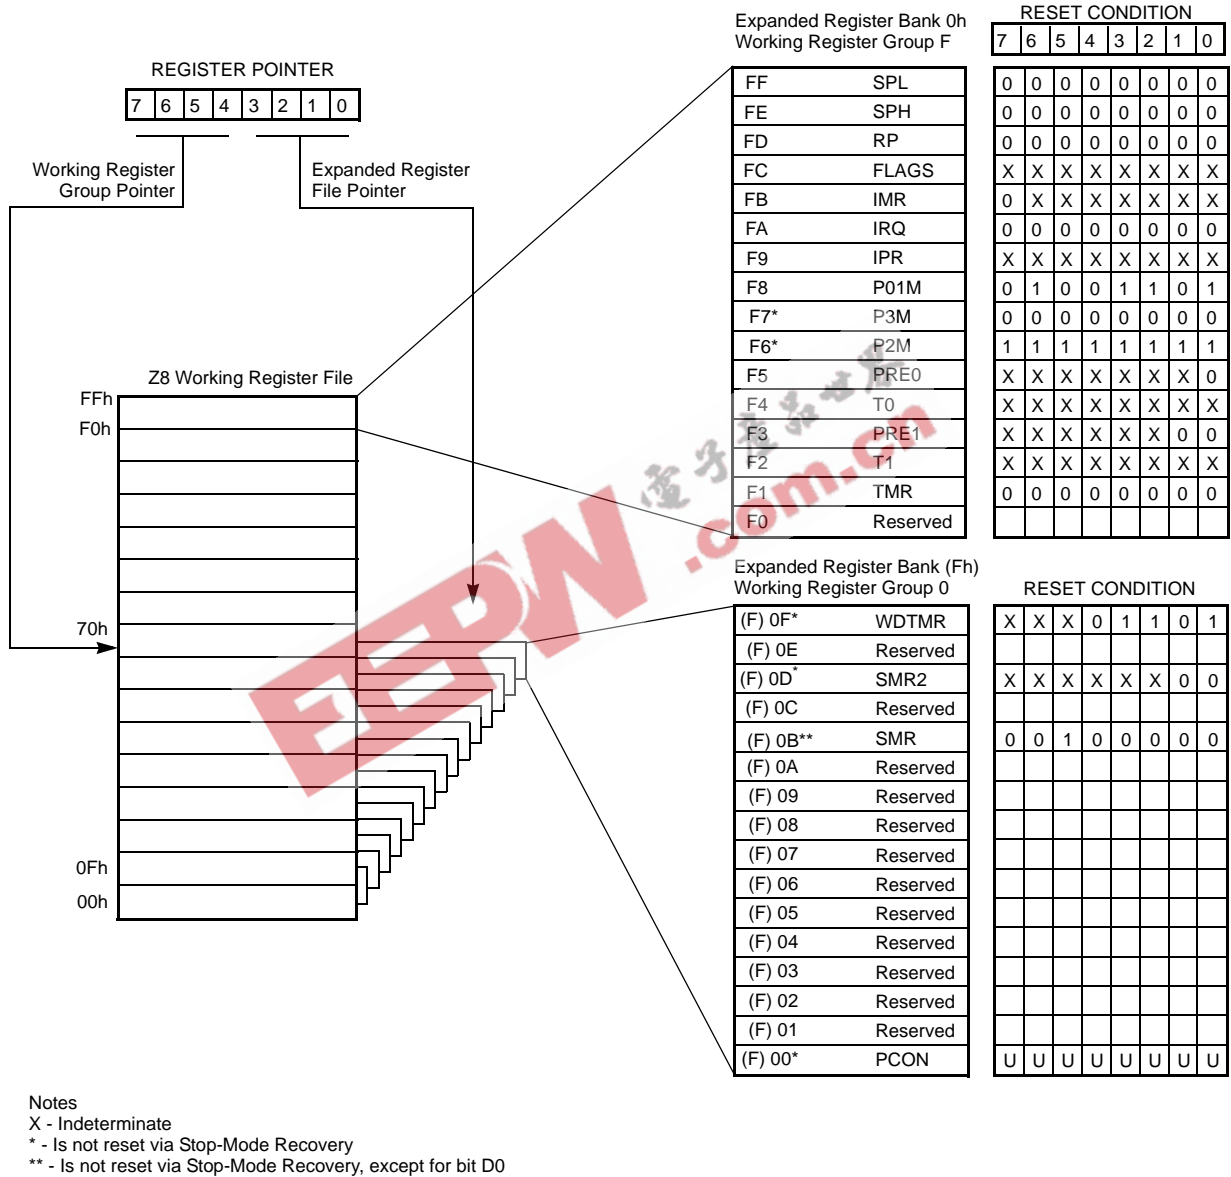 REGISTER POINTER
7 6 5 4 3 2 1 0
Working Register
Group Pointer
Expanded Register
File Pointer
Z8 Working Register File
FFh
F0h
70h
0Fh
00h
Expanded Register Bank 0h
Working Register Group F
RESET CONDITION
7 6 5 4 3 2 1 0
FF SPL 0 0 0 0 0 0 0 0
FE SPH 0 0 0 0 0 0 0 0
FD RP 0 0 0 0 0 0 0 0
FC FLAGS X X X X X X X X
FB IMR 0 X X X X X X X
FA IRQ 0 0 0 0 0 0 0 0
F9 IPR X X X X X X X X
F8 P01M 0 1 0 0 1 1 0 1
F7* P3M 0 0 0 0 0 0 0 0
F6* P2M 1 1 1 1 1 1 1 1
F5 PRE0 X X X X X X X 0
F4 T0 X X X X X X X X
F3 PRE1 X X X X X X 0 0
F2 T1 X X X X X X X X
F1 TMR 0 0 0 0 0 0 0 0
F0 Reserved
Expanded Register Bank (Fh)
Working Register Group 0
RESET CONDITION
(F) 0F* WDTMR X X X 0 1 1 0 1
(F) 0E Reserved
(F) 0D* SMR2 X X X X X X 0 0
(F) 0C Reserved
(F) 0B** SMR 0 0 1 0 0 0 0 0
(F) 0A Reserved
(F) 09 Reserved
(F) 08 Reserved
(F) 07 Reserved
(F) 06 Reserved
(F) 05 Reserved
(F) 04 Reserved
(F) 03 Reserved
(F) 02 Reserved
(F) 01 Reserved
(F) 00* PCON U U U U U U U U
EEPW
.com.cn
電子產品世界
Notes
X - Indeterminate
* - Is not reset via Stop-Mode Recovery
** - Is not reset via Stop-Mode Recovery, except for bit D0